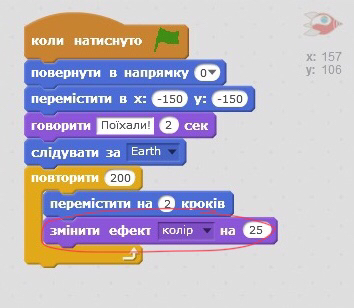 коли натиснуто
повернути в напрямку 0
x: 157
y: 106
перемістити в x: -150 y: -150
говорити Поїхали! 2 сек
слідувати за Earth
повторити 200
перемістити на 2 кроків
змінити ефект колір на 25